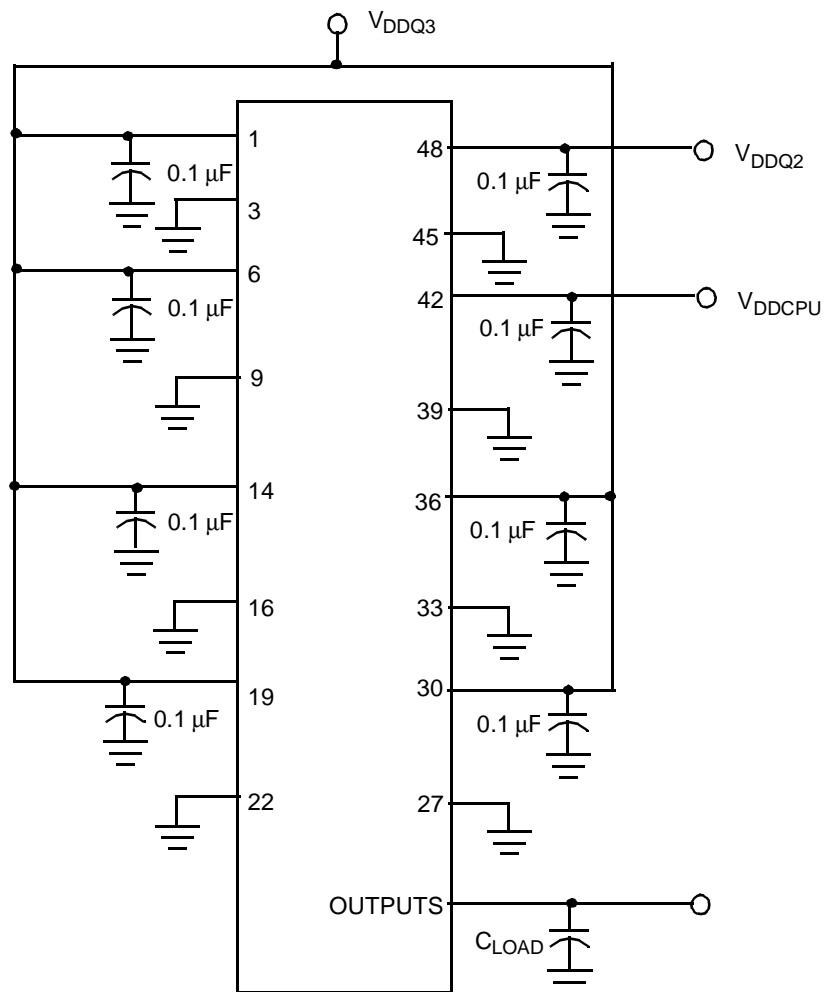 VDDQ3
1
48
0.1 μF
0.1 μF
VDDQ2
3
45
6
42
0.1 μF
0.1 μF
VDDCPU
9
39
14
36
0.1 μF
0.1 μF
16
33
19
30
0.1 μF
0.1 μF
22
27
OUTPUTS
CLOAD